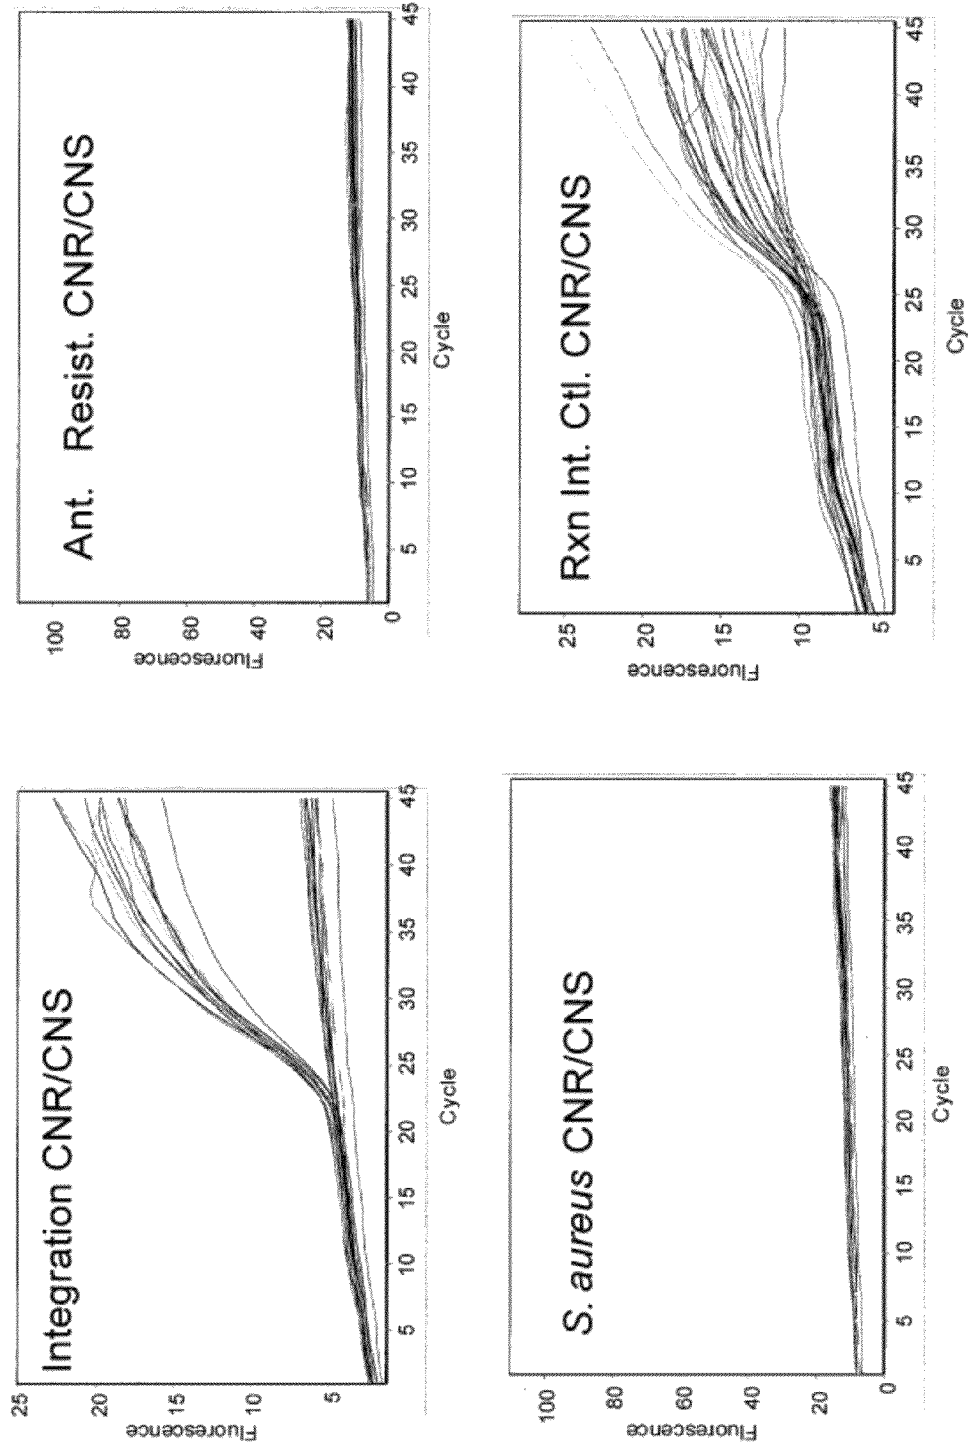 Integration CNR/CNS
Fluorescence
25
20
15
10
5
5 10 15 20 25 30 35 40 45
Cycle
Ant. Resist. CNR/CNS
Fluorescence
100
80
60
40
20
0
5 10 15 20 25 30 35 40 45
Cycle
S. aureus CNR/CNS
Fluorescence
100
80
60
40
20
0
5 10 15 20 25 30 35 40 45
Cycle
Rxn Int. Ctl. CNR/CNS
Fluorescence
25
20
15
10
5
5 10 15 20 25 30 35 40 45
Cycle